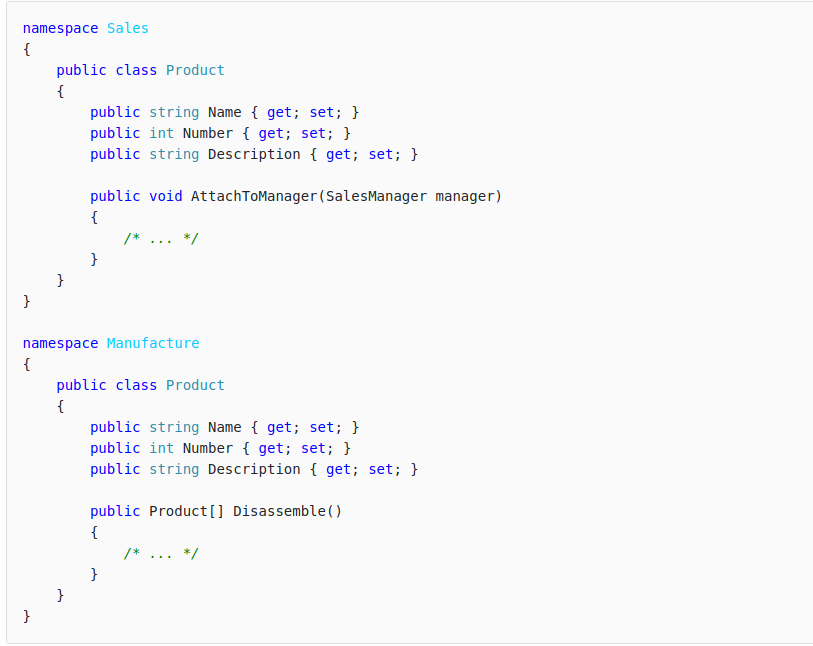 namespace Sales
{
    public class Product
    {
        public string Name { get; set; }
        public int Number { get; set; }
        public string Description { get; set; }

        public void AttachToManager(SalesManager manager)
        {
            /* ... */
        }
    }
}

namespace Manufacture
{
    public class Product
    {
        public string Name { get; set; }
        public int Number { get; set; }
        public string Description { get; set; }

        public Product[] Disassemble()
        {
            /* ... */
        }
    }
}